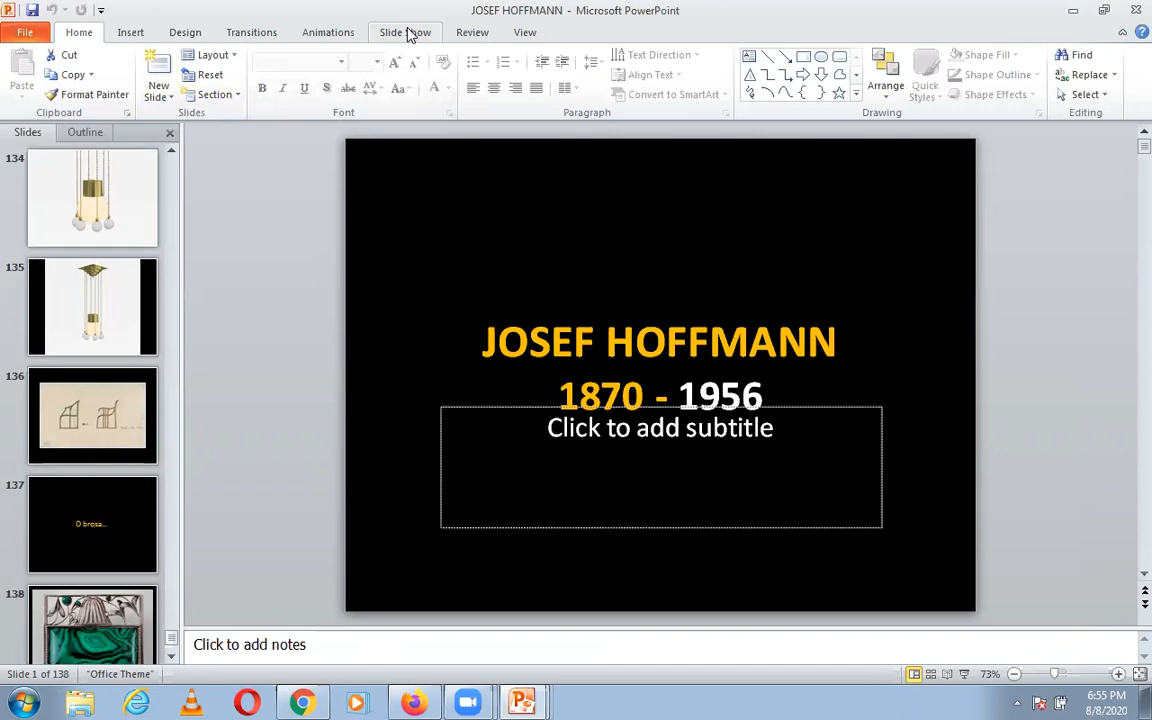 JOSEF HOFFMANN - Microsoft PowerPoint
File Home Insert Design Transitions Animations Slide Show Review View
Paste
Cut
Copy
Format Painter
Clipboard
New Slide
Layout
Reset
Section
Slides
Font
Text Direction
Align Text
Convert to SmartArt
Paragraph
Arrange
Quick Styles
Shape Fill
Shape Outline
Shape Effects
Drawing
Find
Replace
Select
Editing
Slides Outline
134
135
136
137
O brosa...
138
JOSEF HOFFMANN
1870 - 1956
Click to add subtitle
Click to add notes
Slide 1 of 138 "Office Theme" 73%
6:55 PM
8/8/2020